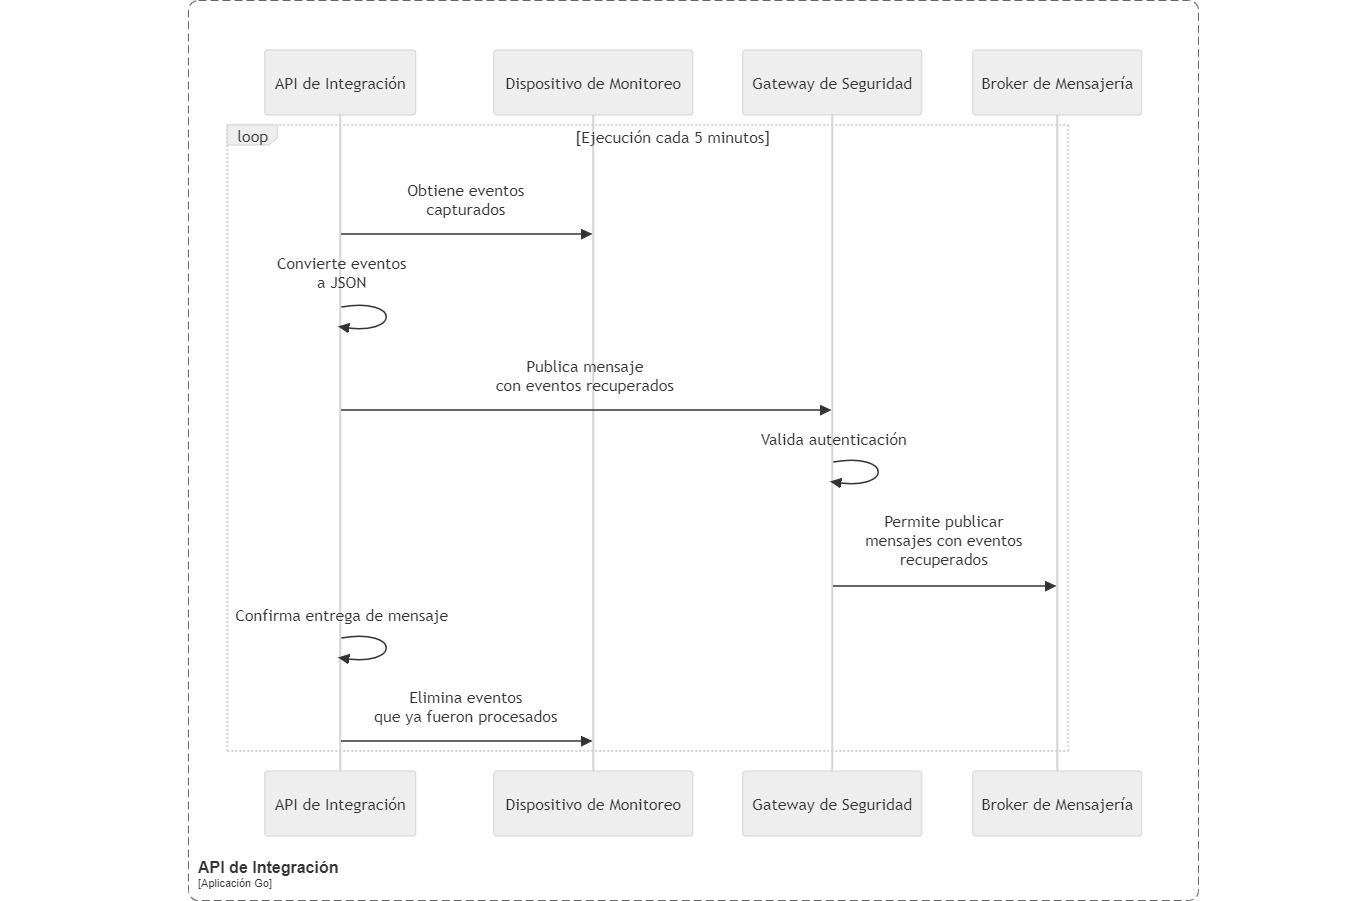 API de Integración
Dispositivo de Monitoreo
Gateway de Seguridad
Broker de Mensajería
loop
[Ejecución cada 5 minutos]
Obtiene eventos
capturados
Convierte eventos
a JSON
Publica mensaje
con eventos recuperados
Valida autenticación
Permite publicar
mensajes con eventos
recuperados
Confirma entrega de mensaje
Elimina eventos
que ya fueron procesados
API de Integración
Dispositivo de Monitoreo
Gateway de Seguridad
Broker de Mensajería
API de Integración
[Aplicación Go]